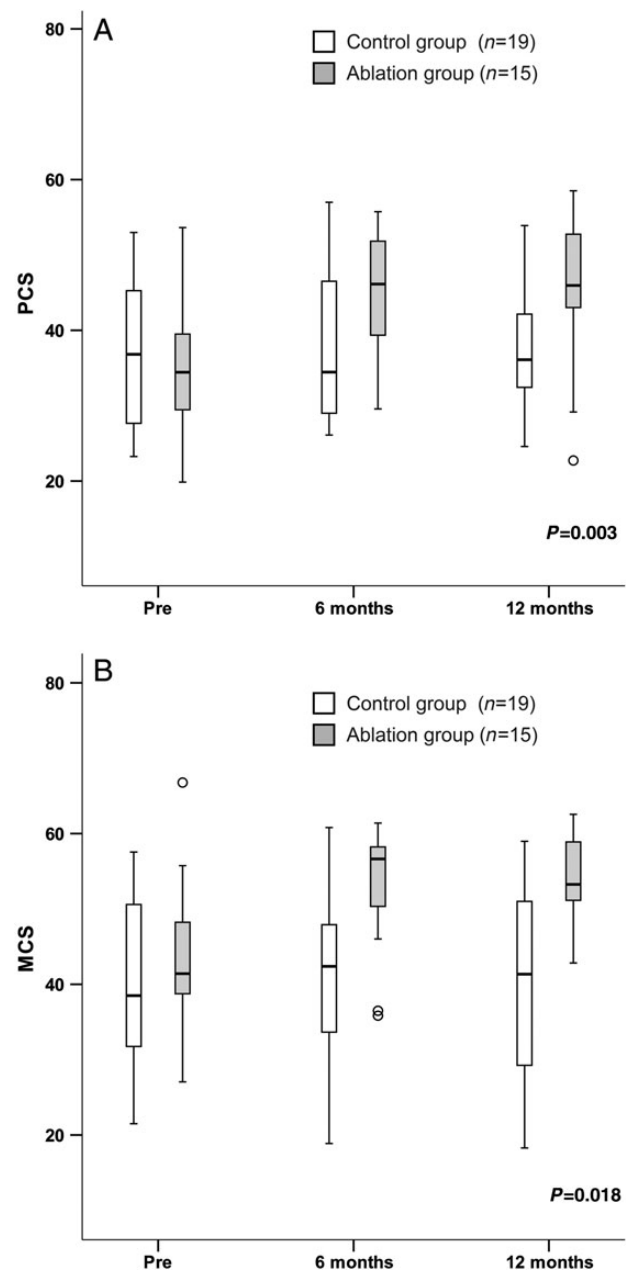 A
80
Control group (n=19)
Ablation group (n=15)
60
PCS
40
20
P=0.003
Pre 6 months 12 months
B
80
Control group (n=19)
Ablation group (n=15)
60
MCS
40
20
P=0.018
Pre 6 months 12 months